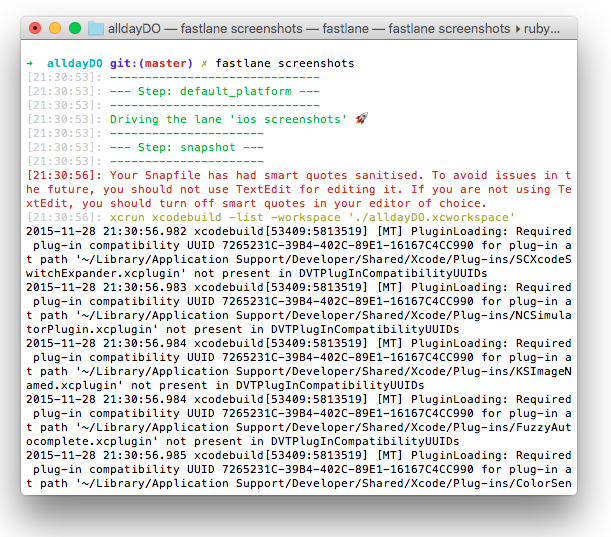 alldayDO — fastlane screenshots — fastlane — fastlane screenshots ▸ ruby...
➜  alldayDO git:(master) ✗ fastlane screenshots
[21:30:53]: ------------------------------
[21:30:53]: --- Step: default_platform ---
[21:30:53]: ------------------------------
[21:30:53]: Driving the lane 'ios screenshots' 🚀
[21:30:53]: ----------------------
[21:30:53]: --- Step: snapshot ---
[21:30:53]: ----------------------
[21:30:56]: Your Snapfile has had smart quotes sanitised. To avoid issues in t
he future, you should not use TextEdit for editing it. If you are not using Te
xtEdit, you should turn off smart quotes in your editor of choice.
[21:30:56]: xcrun xcodebuild -list -workspace './alldayDO.xcworkspace'
2015-11-28 21:30:56.982 xcodebuild[53409:5813519] [MT] PluginLoading: Required
 plug-in compatibility UUID 7265231C-39B4-402C-89E1-16167C4CC990 for plug-in a
t path '~/Library/Application Support/Developer/Shared/Xcode/Plug-ins/SCXcodeS
witchExpander.xcplugin' not present in DVTPlugInCompatibilityUUIDs
2015-11-28 21:30:56.983 xcodebuild[53409:5813519] [MT] PluginLoading: Required
 plug-in compatibility UUID 7265231C-39B4-402C-89E1-16167C4CC990 for plug-in a
t path '~/Library/Application Support/Developer/Shared/Xcode/Plug-ins/NCSimula
torPlugin.xcplugin' not present in DVTPlugInCompatibilityUUIDs
2015-11-28 21:30:56.984 xcodebuild[53409:5813519] [MT] PluginLoading: Required
 plug-in compatibility UUID 7265231C-39B4-402C-89E1-16167C4CC990 for plug-in a
t path '~/Library/Application Support/Developer/Shared/Xcode/Plug-ins/KSImageN
amed.xcplugin' not present in DVTPlugInCompatibilityUUIDs
2015-11-28 21:30:56.984 xcodebuild[53409:5813519] [MT] PluginLoading: Required
 plug-in compatibility UUID 7265231C-39B4-402C-89E1-16167C4CC990 for plug-in a
t path '~/Library/Application Support/Developer/Shared/Xcode/Plug-ins/FuzzyAut
ocomplete.xcplugin' not present in DVTPlugInCompatibilityUUIDs
2015-11-28 21:30:56.985 xcodebuild[53409:5813519] [MT] PluginLoading: Required
 plug-in compatibility UUID 7265231C-39B4-402C-89E1-16167C4CC990 for plug-in a
t path '~/Library/Application Support/Developer/Shared/Xcode/Plug-ins/ColorSen